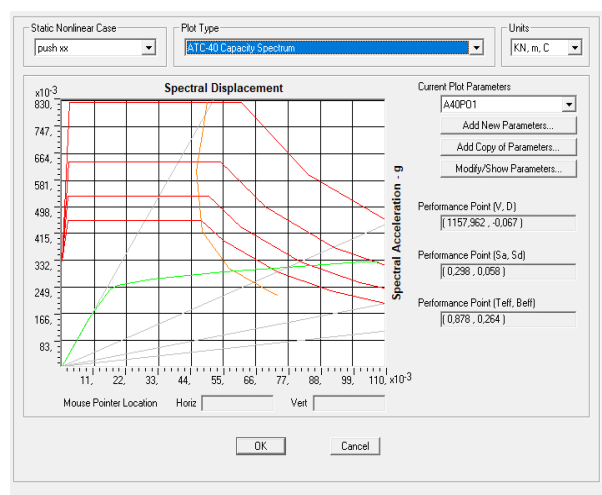 Static Nonlinear Case
push xx
Plot Type
ATC-40 Capacity Spectrum
Units
KN, m, C
Spectral Displacement
x10-3
830,
747,
664,
581,
498,
415,
332,
249,
166,
83,
11, 22, 33, 44, 55, 66, 77, 88, 99, 110, x10-3
Spectral Acceleration - g
Mouse Pointer Location Horiz Vert
Current Plot Parameters
A40PO1
Add New Parameters...
Add Copy of Parameters...
Modify/Show Parameters...
Performance Point (V, D)
( 1157,962 , -0,067 )
Performance Point (Sa, Sd)
( 0,298 , 0,058 )
Performance Point (Teff, Beff)
( 0,878 , 0,264 )
OK Cancel